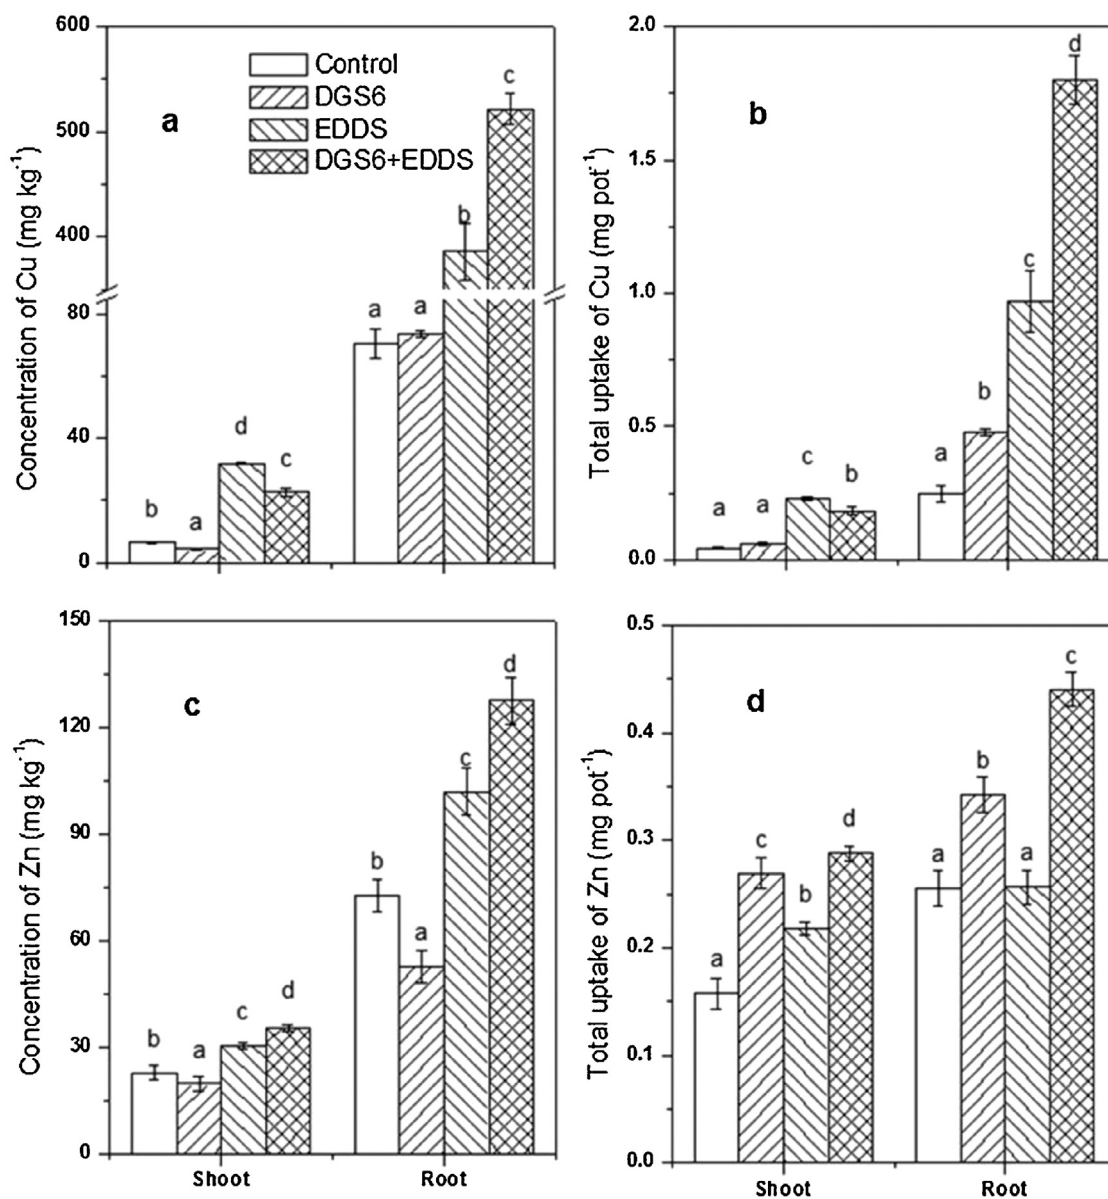 600
500
400
80
40
0
Concentration of Cu (mg kg-1)
a
Control
DGS6
EDDS
DGS6+EDDS
b
a
d
c
a
a
b
c
2.0
1.5
1.0
0.5
0.0
Total uptake of Cu (mg pot-1)
b
a
a
c
b
a
b
c
d
150
120
90
60
30
0
Concentration of Zn (mg kg-1)
c
b
a
c
d
b
a
c
d
Shoot
Root
0.5
0.4
0.3
0.2
0.1
0.0
Total uptake of Zn (mg pot-1)
d
a
c
b
d
a
b
a
c
Shoot
Root